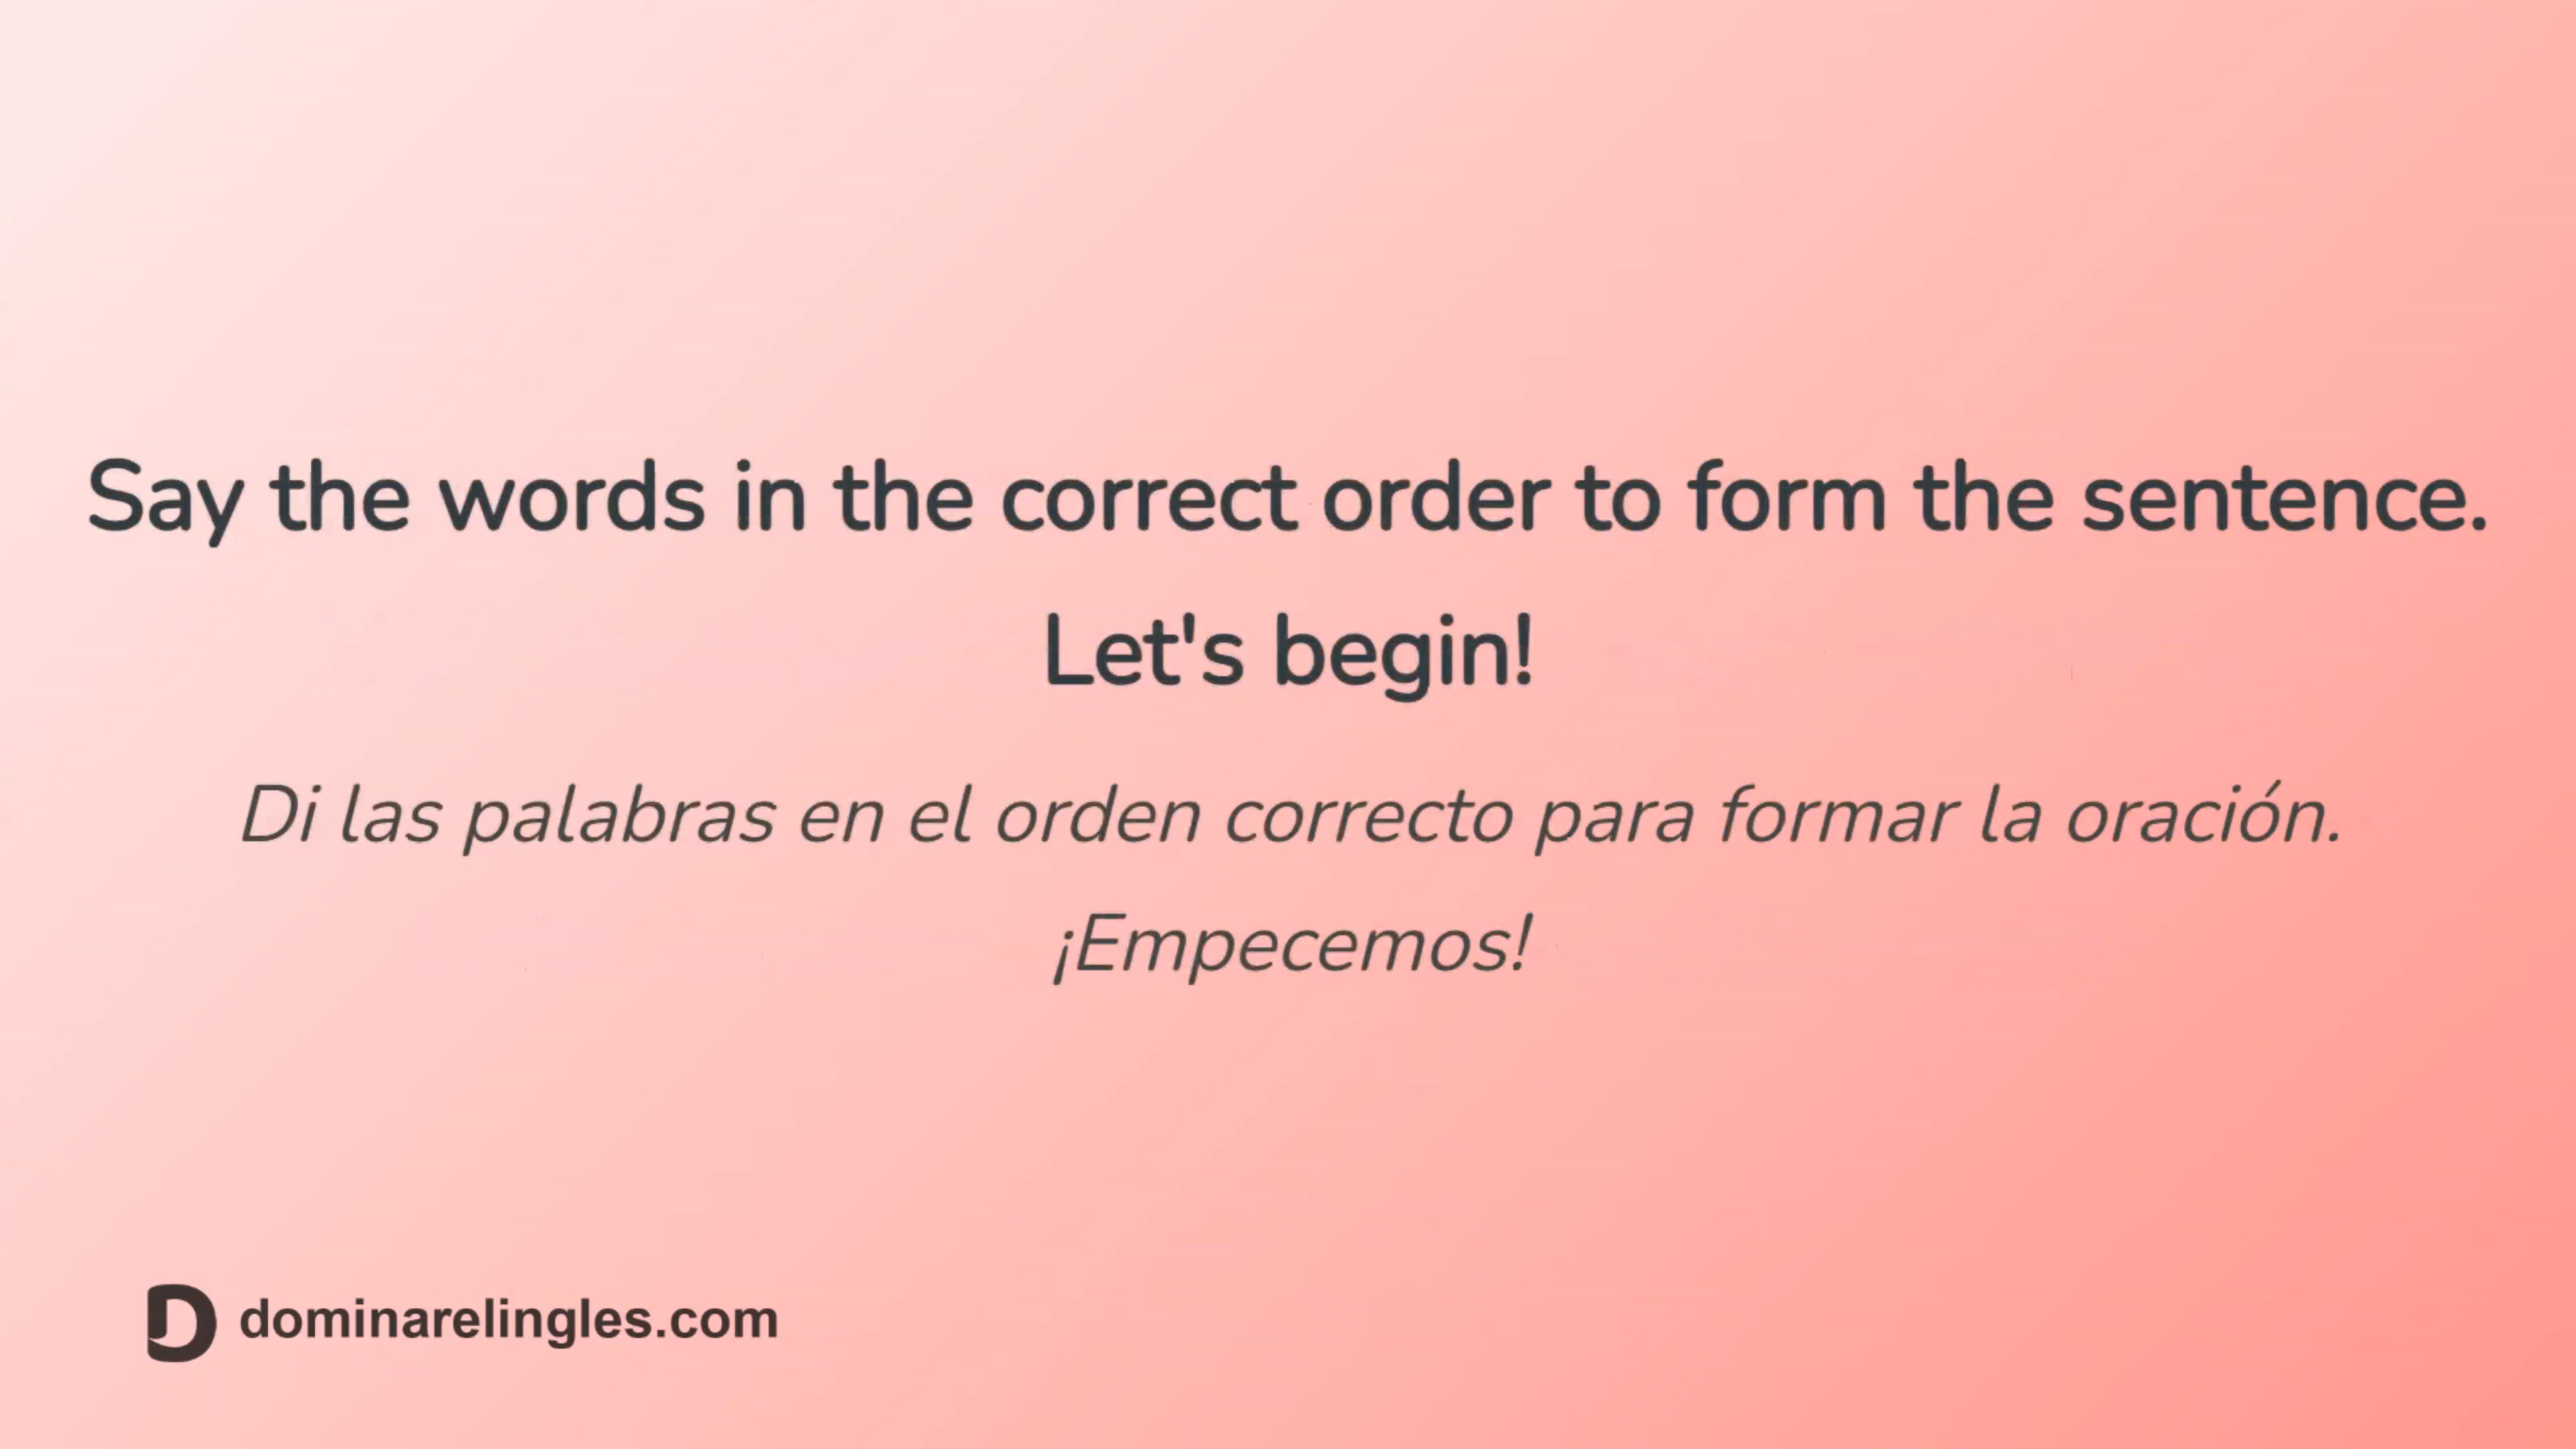 Say the words in the correct order to form the sentence.
Let's begin!
Di las palabras en el orden correcto para formar la oración.
¡Empecemos!
dominarelingles.com